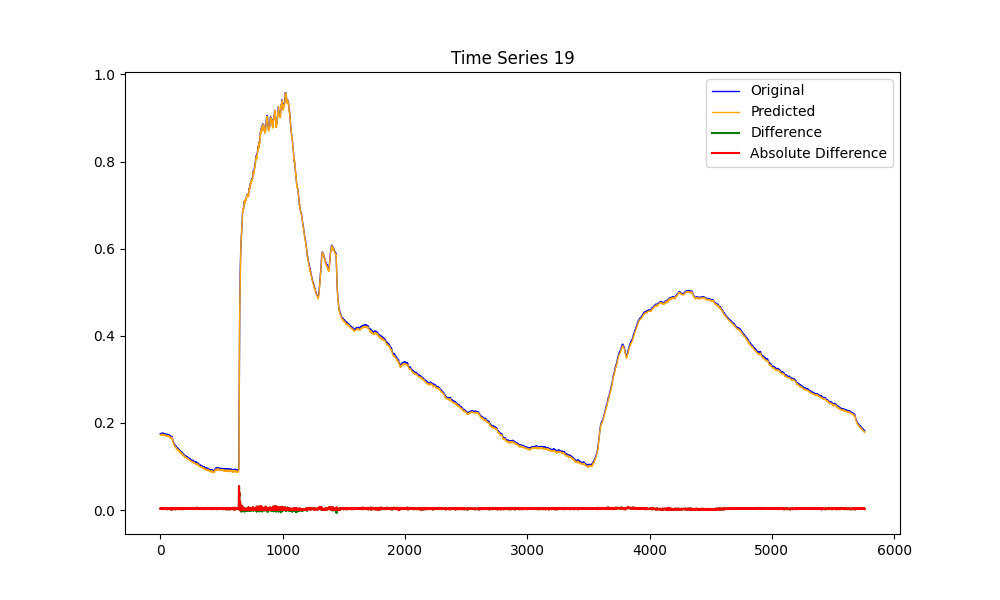 Time Series 19
Original
Predicted
Difference
Absolute Difference
1.0
0.8
0.6
0.4
0.2
0.0
0 1000 2000 3000 4000 5000 6000